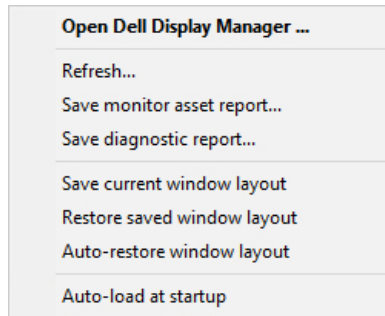 Open Dell Display Manager ...
Refresh...
Save monitor asset report...
Save diagnostic report...
Save current window layout
Restore saved window layout
Auto-restore window layout
Auto-load at startup